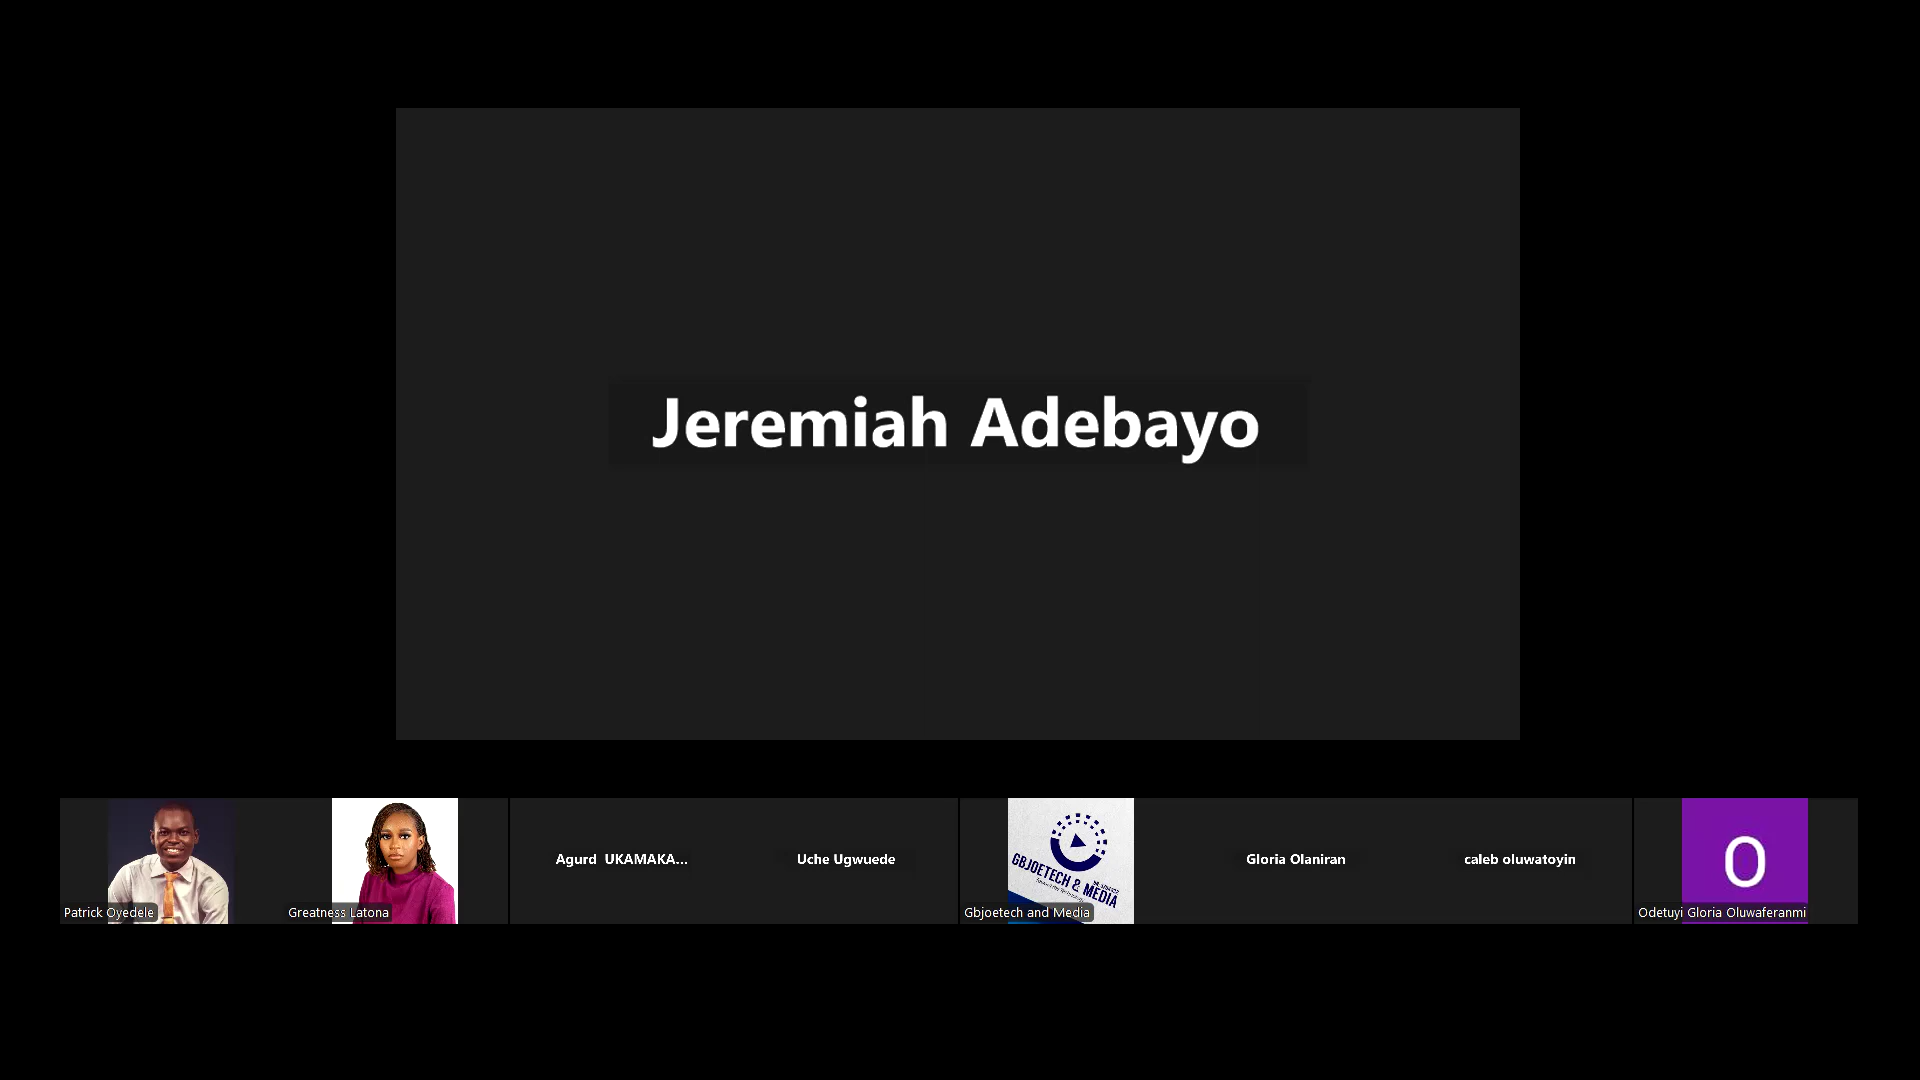 Jeremiah Adebayo
Patrick Oyedele
Greatness Latona
Agurd UKAMAKA...
Uche Ugwuede
GBJOETECH & MEDIA
Gbjoetech and Media
Gloria Olaniran
caleb oluwatoyin
O
Odetuyi Gloria Oluwaferanmi